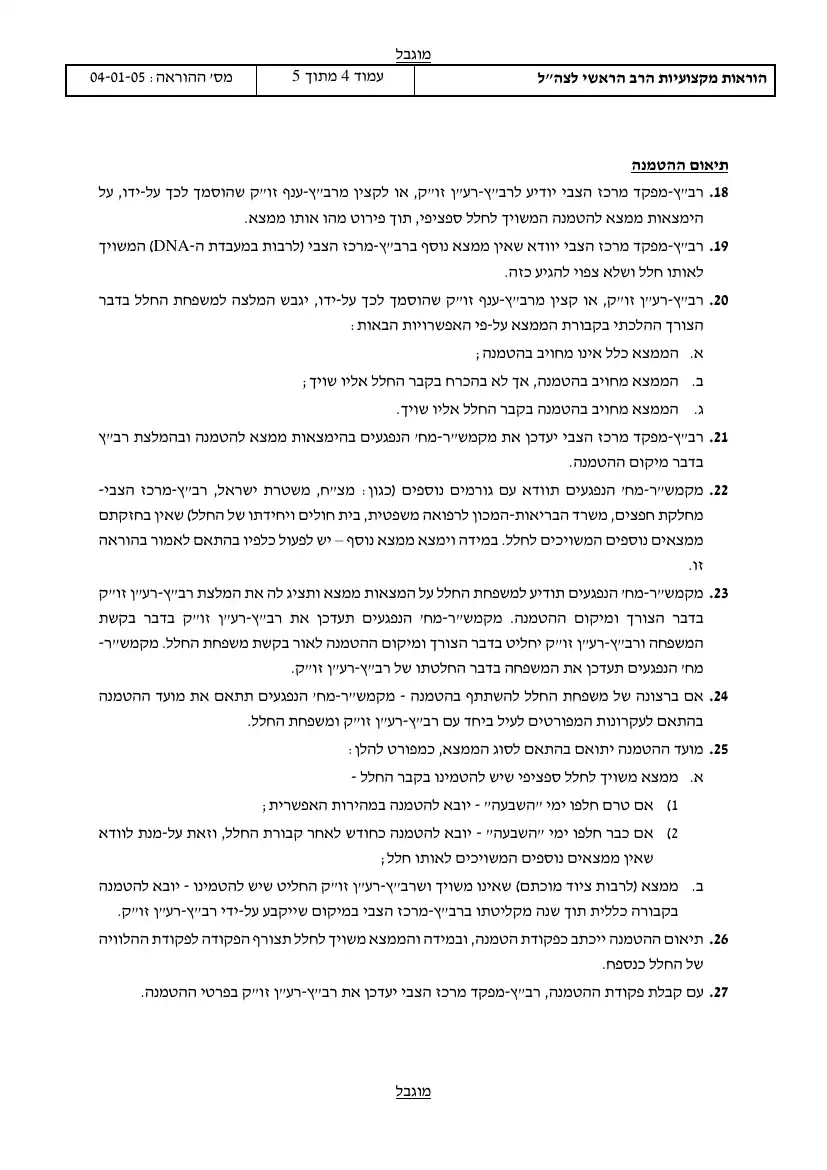 מוגבל
הוראות מקצועיות הרב הראשי לצה״ל עמוד 4 מתוך 5 מס׳ ההוראה: 04-01-05
תיאום ההטמנה
18. רב״ץ-מפקד מרכז הצבי יודיע לרב״ץ-רע״ן זו״ק, או לקצין מרב״ץ-ענף זו״ק שהוסמך לכך על-ידו, על
הימצאות ממצא להטמנה המשויך לחלל ספציפי, תוך פירוט מהו אותו ממצא.
19. רב״ץ-מפקד מרכז הצבי יוודא שאין ממצא נוסף ברב״ץ-מרכז הצבי (לרבות במעבדת ה-DNA) המשויך
לאותו חלל ושלא צפוי להגיע כזה.
20. רב״ץ-רע״ן זו״ק, או קצין מרב״ץ-ענף זו״ק שהוסמך לכך על-ידו, יגבש המלצה למשפחת החלל בדבר
הצורך ההלכתי בקבורת הממצא על-פי האפשרויות הבאות:
א. הממצא כלל אינו מחויב בהטמנה;
ב. הממצא מחויב בהטמנה, אך לא בהכרח בקבר החלל אליו שויך;
ג. הממצא מחויב בהטמנה בקבר החלל אליו שויך.
21. רב״ץ-מפקד מרכז הצבי יעדכן את מקמש״ר-מח׳ הנפגעים בהימצאות ממצא להטמנה ובהמלצת רב״ץ
בדבר מיקום ההטמנה.
22. מקמש״ר-מח׳ הנפגעים תוודא עם גורמים נוספים (כגון: מצ״ח, משטרת ישראל, רב״ץ-מרכז הצבי-
מחלקת חפצים, משרד הבריאות-המכון לרפואה משפטית, בית חולים ויחידתו של החלל) שאין בחזקתם
ממצאים נוספים המשויכים לחלל. במידה וימצא ממצא נוסף – יש לפעול כלפיו בהתאם לאמור בהוראה
זו.
23. מקמש״ר-מח׳ הנפגעים תודיע למשפחת החלל על המצאות ממצא ותציג לה את המלצת רב״ץ-רע״ן זו״ק
בדבר הצורך ומיקום ההטמנה. מקמש״ר-מח׳ הנפגעים תעדכן את רב״ץ-רע״ן זו״ק בדבר בקשת
המשפחה ורב״ץ-רע״ן זו״ק יחליט בדבר הצורך ומיקום ההטמנה לאור בקשת משפחת החלל. מקמש״ר-
מח׳ הנפגעים תעדכן את המשפחה בדבר החלטתו של רב״ץ-רע״ן זו״ק.
24. אם ברצונה של משפחת החלל להשתתף בהטמנה - מקמש״ר-מח׳ הנפגעים תתאם את מועד ההטמנה
בהתאם לעקרונות המפורטים לעיל ביחד עם רב״ץ-רע״ן זו״ק ומשפחת החלל.
25. מועד ההטמנה יתואם בהתאם לסוג הממצא, כמפורט להלן:
א. ממצא משויך לחלל ספציפי שיש להטמינו בקבר החלל -
1) אם טרם חלפו ימי ״השבעה״ - יובא להטמנה במהירות האפשרית;
2) אם כבר חלפו ימי ״השבעה״ - יובא להטמנה כחודש לאחר קבורת החלל, וזאת על-מנת לוודא
שאין ממצאים נוספים המשויכים לאותו חלל;
ב. ממצא (לרבות ציוד מוכתם) שאינו משויך ושרב״ץ-רע״ן זו״ק החליט שיש להטמינו - יובא להטמנה
בקבורה כללית תוך שנה מקליטתו ברב״ץ-מרכז הצבי במיקום שייקבע על-ידי רב״ץ-רע״ן זו״ק.
26. תיאום ההטמנה ייכתב כפקודת הטמנה, ובמידה והממצא משויך לחלל תצורף הפקודה לפקודת ההלוויה
של החלל כנספח.
27. עם קבלת פקודת ההטמנה, רב״ץ-מפקד מרכז הצבי יעדכן את רב״ץ-רע״ן זו״ק בפרטי ההטמנה.
מוגבל